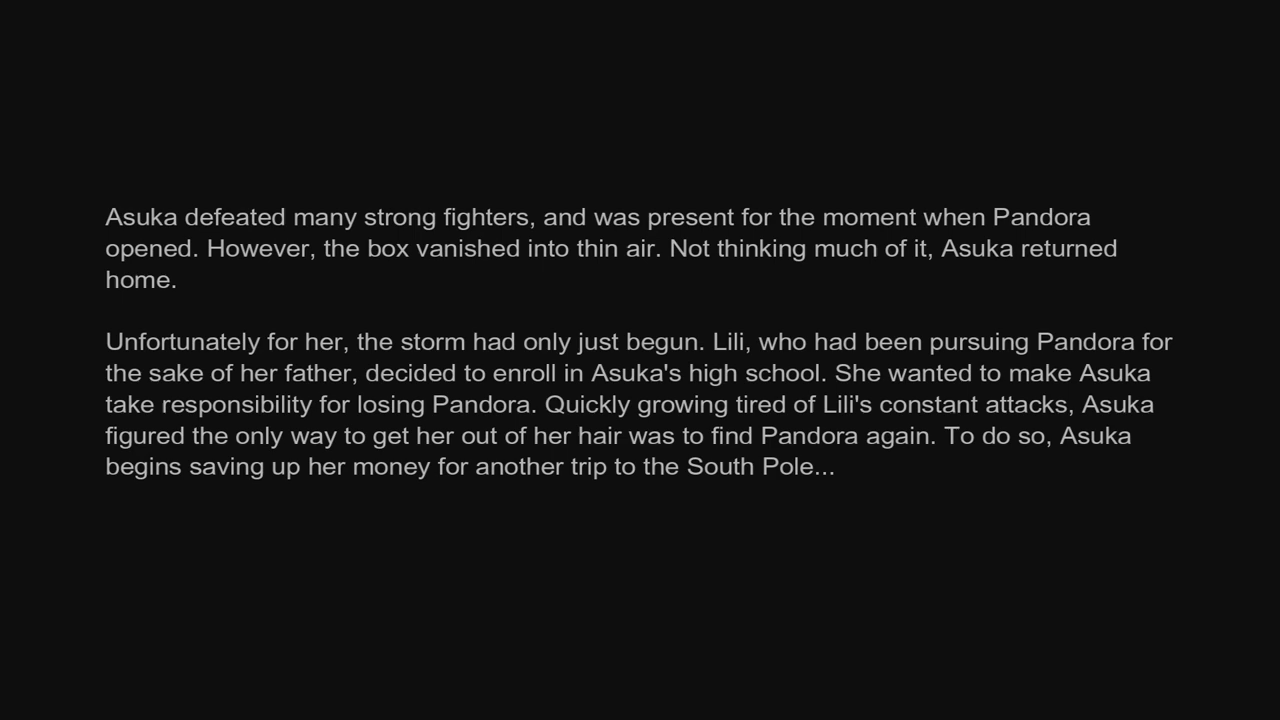 Asuka defeated many strong fighters, and was present for the moment when Pandora
opened. However, the box vanished into thin air. Not thinking much of it, Asuka returned
home.
Unfortunately for her, the storm had only just begun. Lili, who had been pursuing Pandora for
the sake of her father, decided to enroll in Asuka's high school. She wanted to make Asuka
take responsibility for losing Pandora. Quickly growing tired of Lili's constant attacks, Asuka
figured the only way to get her out of her hair was to find Pandora again. To do so, Asuka
begins saving up her money for another trip to the South Pole...